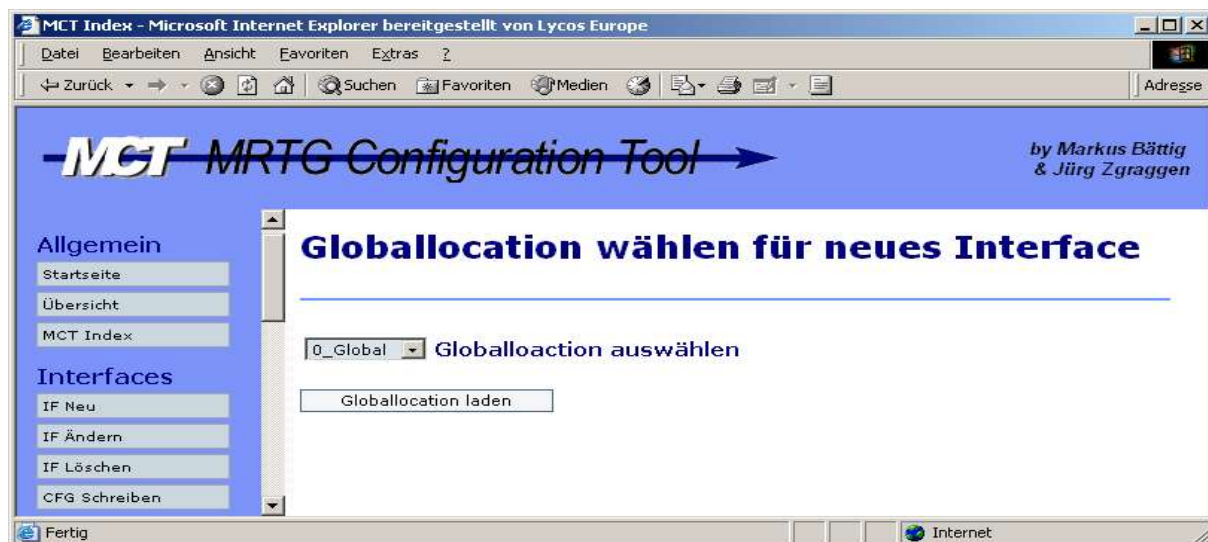 MCT Index - Microsoft Internet Explorer bereitgestellt von Lycos Europe
Datei Bearbeiten Ansicht Favoriten Extras ?
Zurück Suchen Favoriten Medien Adresse
MCT MRTG Configuration Tool
by Markus Bättig
& Jürg Zgraggen
Allgemein
Startseite
Übersicht
MCT Index
Interfaces
IF Neu
IF Ändern
IF Löschen
CFG Schreiben
Globallocation wählen für neues Interface
0_Global Globalloaction auswählen
Globallocation laden
Fertig Internet